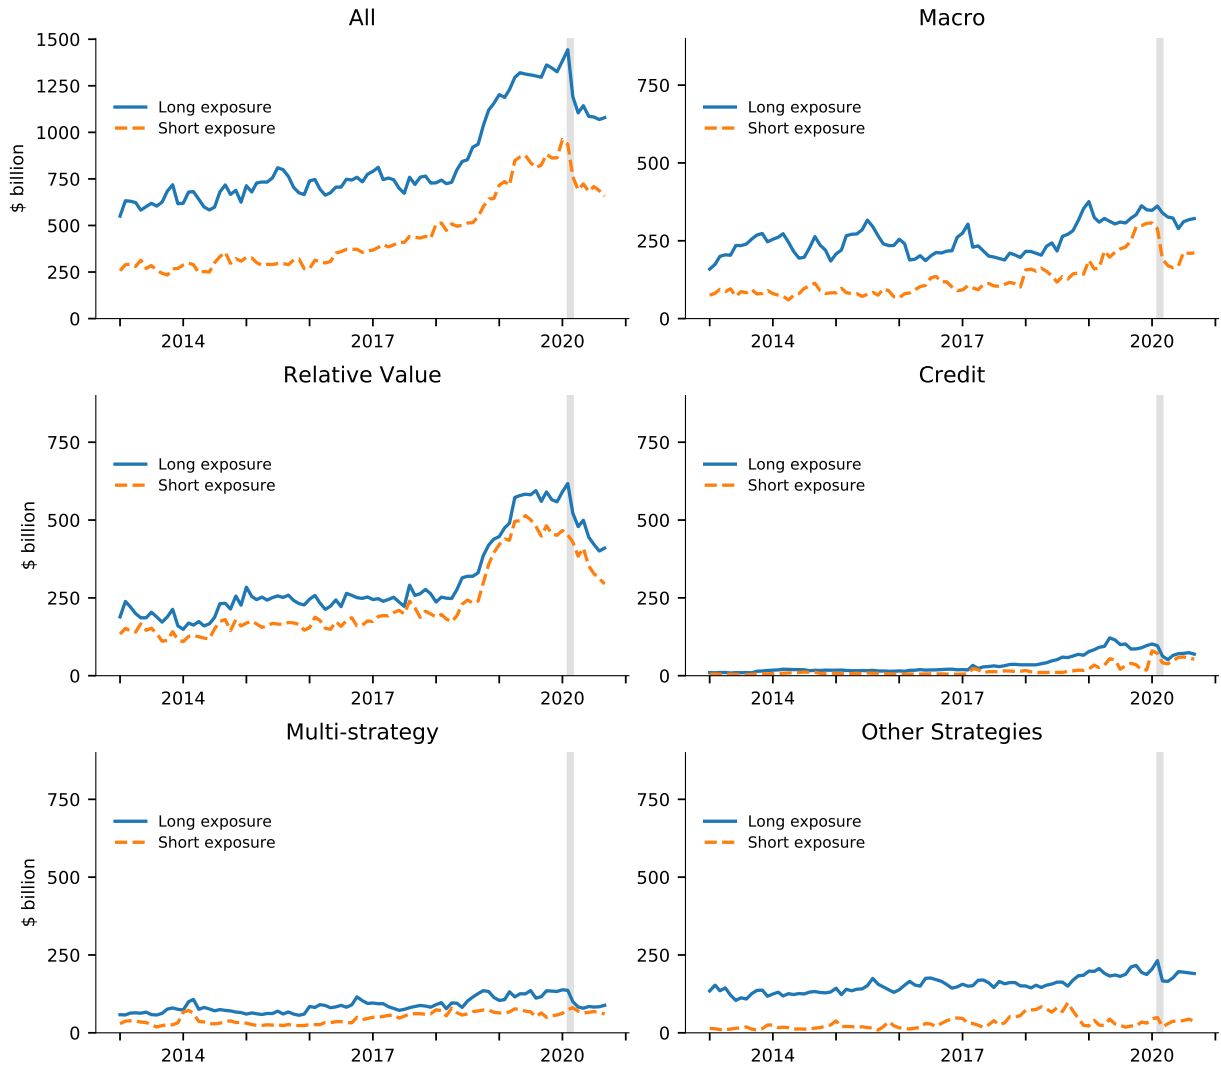 All
$ billion
1500
1250
1000
750
500
250
0
Long exposure
Short exposure
2014
2017
2020
Macro
750
500
250
0
Long exposure
Short exposure
2014
2017
2020
Relative Value
$ billion
750
500
250
0
Long exposure
Short exposure
2014
2017
2020
Credit
750
500
250
0
Long exposure
Short exposure
2014
2017
2020
Multi-strategy
$ billion
750
500
250
0
Long exposure
Short exposure
2014
2017
2020
Other Strategies
750
500
250
0
Long exposure
Short exposure
2014
2017
2020